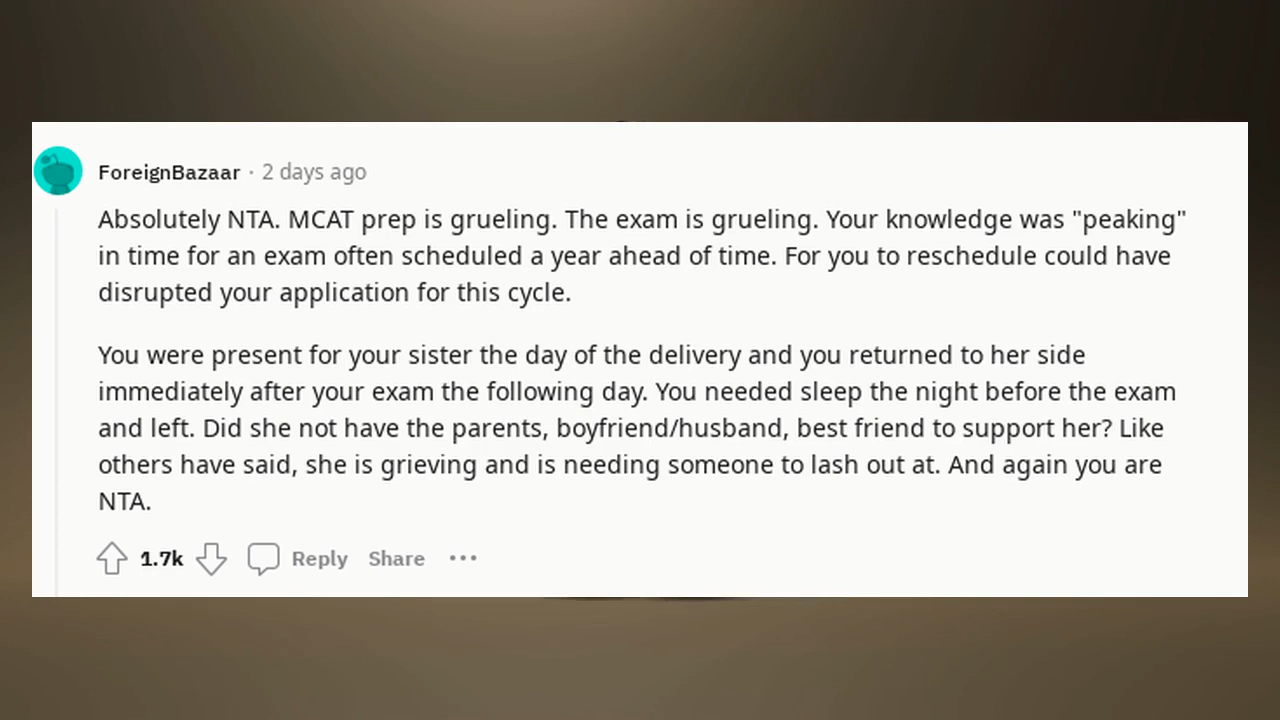 ForeignBazaar · 2 days ago
Absolutely NTA. MCAT prep is grueling. The exam is grueling. Your knowledge was "peaking"
in time for an exam often scheduled a year ahead of time. For you to reschedule could have
disrupted your application for this cycle.
You were present for your sister the day of the delivery and you returned to her side
immediately after your exam the following day. You needed sleep the night before the exam
and left. Did she not have the parents, boyfriend/husband, best friend to support her? Like
others have said, she is grieving and is needing someone to lash out at. And again you are
NTA.
1.7k Reply Share ···